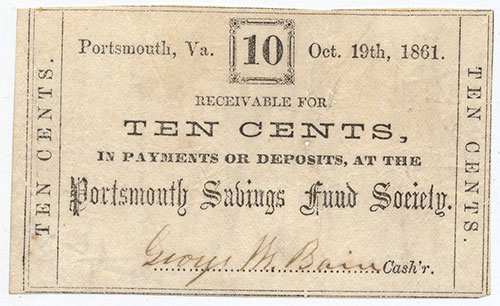 Portsmouth, Va. 10 Oct. 19th, 1861.
RECEIVABLE FOR
TEN CENTS,
IN PAYMENTS OR DEPOSITS, AT THE
Portsmouth Savings Fund Society.
George M. Bain Cash'r.
TEN CENTS.
TEN CENTS.